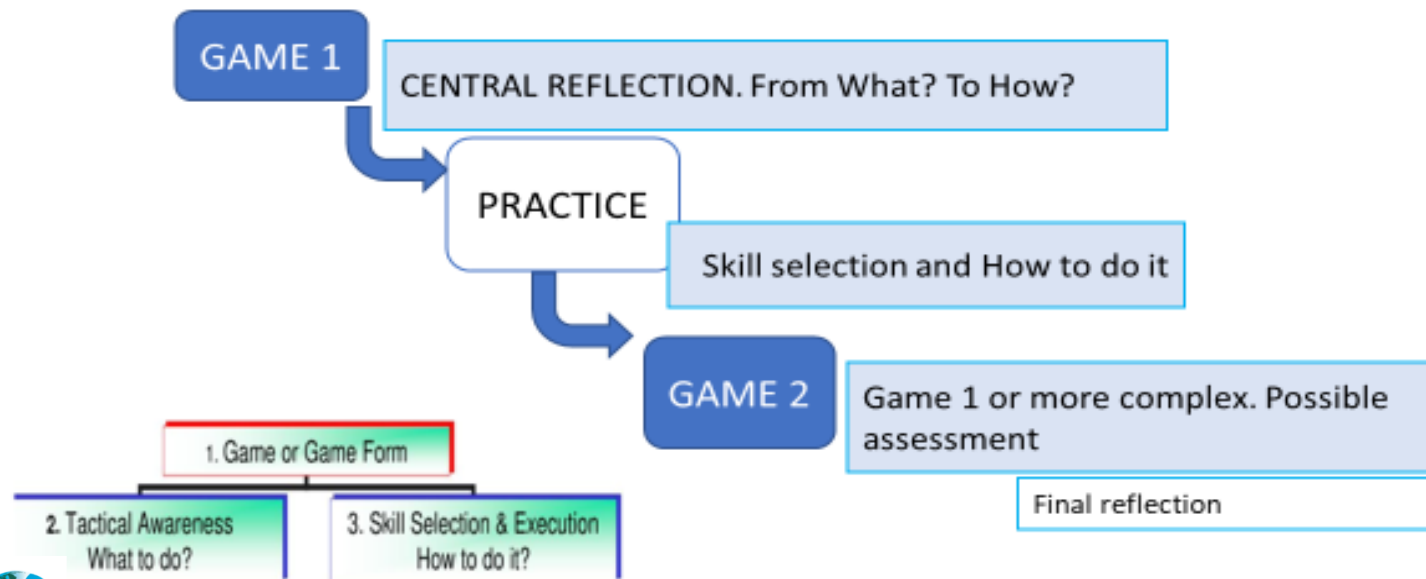 GAME 1
CENTRAL REFLECTION. From What? To How?
PRACTICE
Skill selection and How to do it
GAME 2
Game 1 or more complex. Possible
assessment
Final reflection
1. Game or Game Form
2. Tactical Awareness
What to do?
3. Skill Selection & Execution
How to do it?